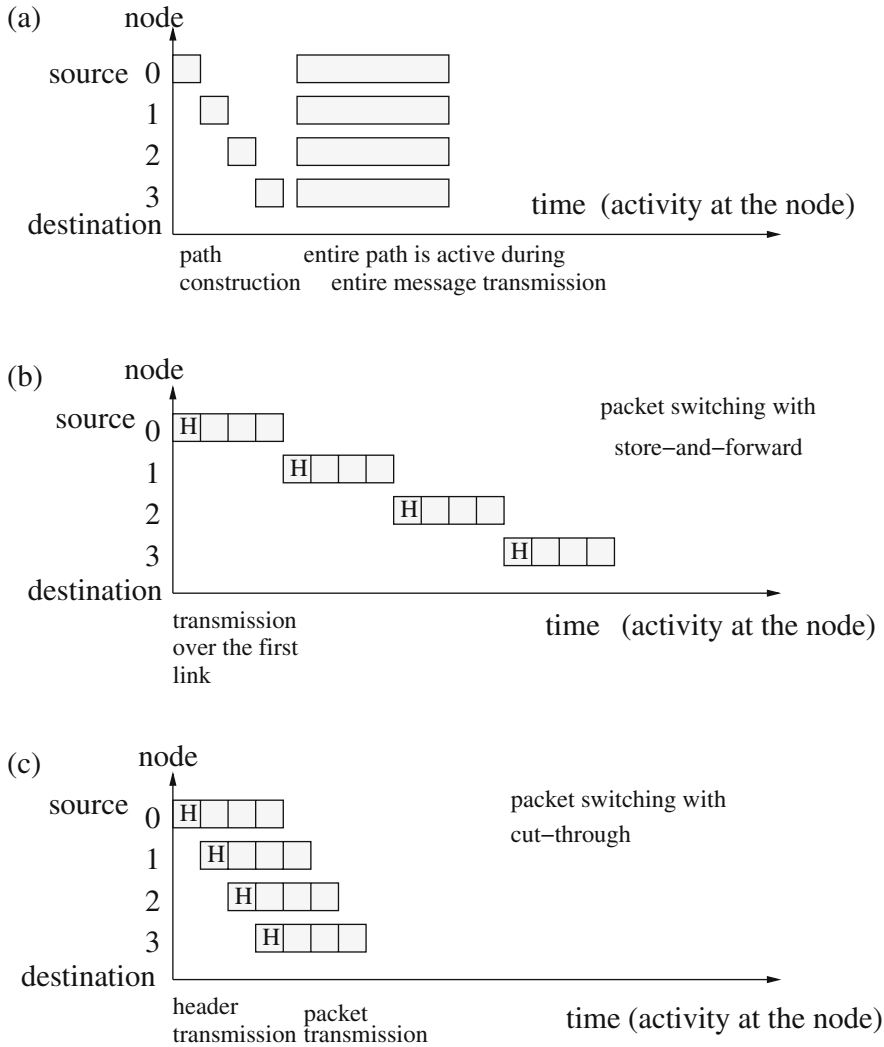 (a)
node
source 0
1
2
3
destination
time (activity at the node)
path
construction
entire path is active during
entire message transmission
(b)
node
source 0
H
1
H
2
H
3
H
destination
packet switching with
store−and−forward
transmission
over the first
link
time (activity at the node)
(c)
node
source 0
H
1
H
2
H
3
H
destination
packet switching with
cut−through
header
transmission
packet
transmission
time (activity at the node)